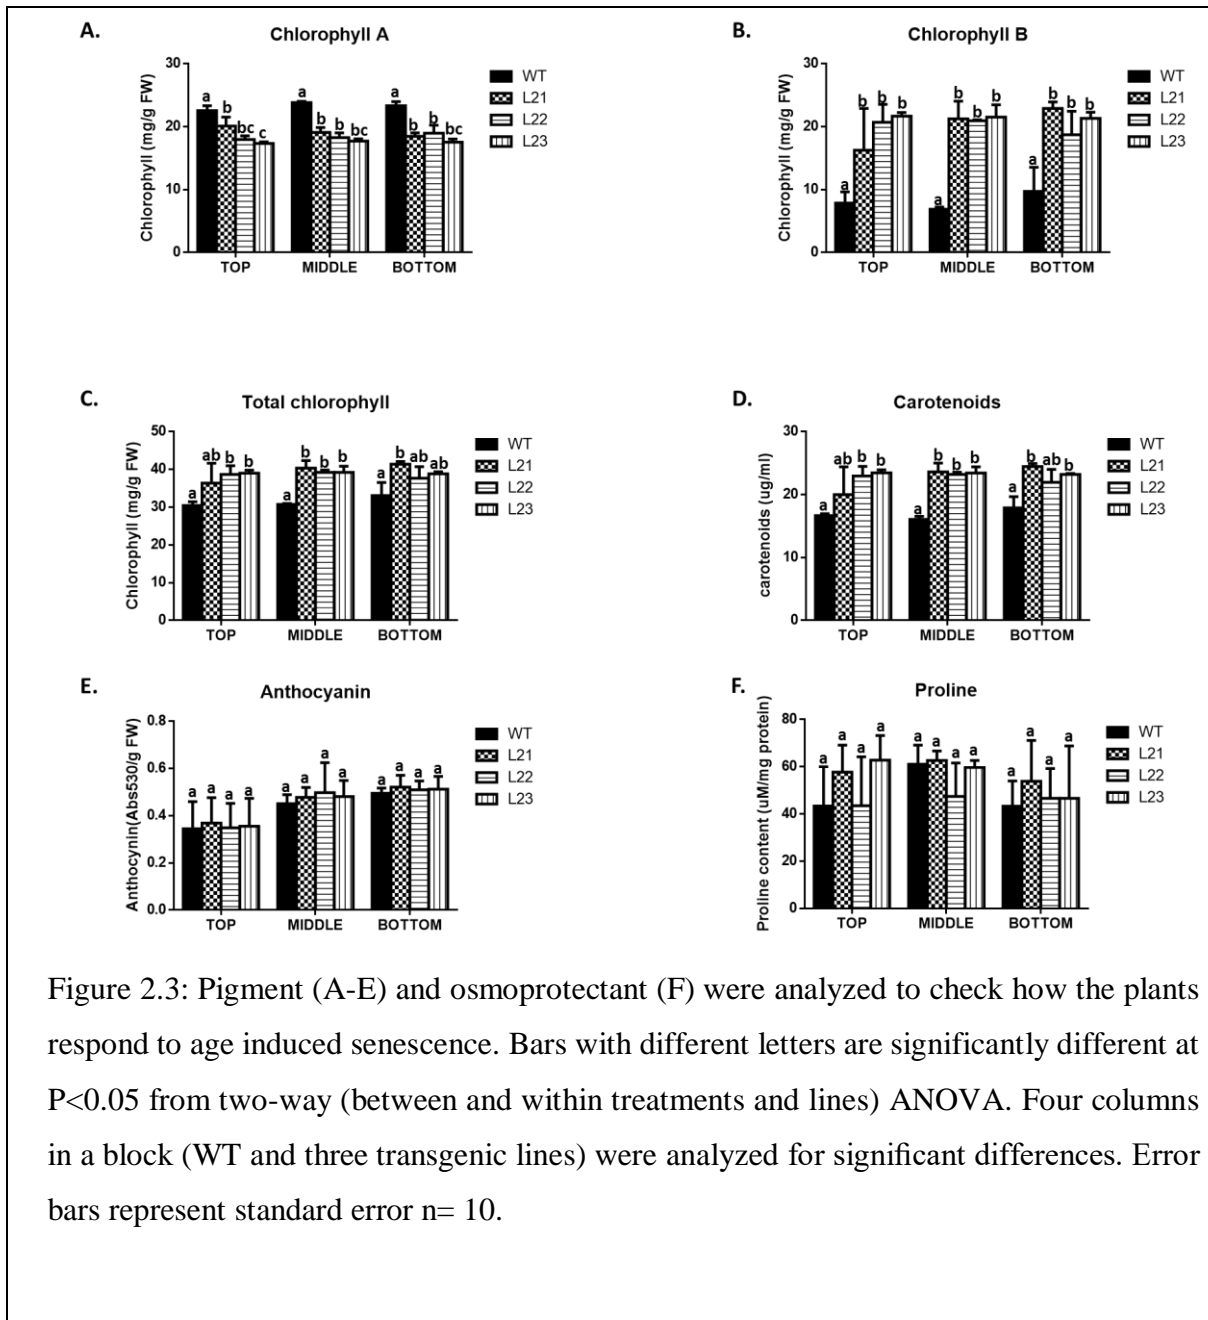 A.
Chlorophyll A
Chlorophyll (mg/g FW)
30
20
10
0
a b bc c
a b b bc
a b b bc
TOP MIDDLE BOTTOM
WT
L21
L22
L23
B.
Chlorophyll B
Chlorophyll (mg/g FW)
30
20
10
0
a b b b
a b b b
a b b b
TOP MIDDLE BOTTOM
WT
L21
L22
L23
C.
Total chlorophyll
Chlorophyll (mg/g FW)
50
40
30
20
10
0
a ab b b
a b b b
a b ab ab
TOP MIDDLE BOTTOM
WT
L21
L22
L23
D.
Carotenoids
carotenoids (ug/ml)
30
20
10
0
a ab b b
a b b b
a b ab b
TOP MIDDLE BOTTOM
WT
L21
L22
L23
E.
Anthocyanin
Anthocynin(Abs530/g FW)
0.8
0.6
0.4
0.2
0.0
a a a a
a a a a
a a a a
TOP MIDDLE BOTTOM
WT
L21
L22
L23
F.
Proline
Proline content (uM/mg protein)
80
60
40
20
0
a a a a
a a a a
a a a a
TOP MIDDLE BOTTOM
WT
L21
L22
L23
Figure 2.3: Pigment (A-E) and osmoprotectant (F) were analyzed to check how the plants
respond to age induced senescence. Bars with different letters are significantly different at
P<0.05 from two-way (between and within treatments and lines) ANOVA. Four columns
in a block (WT and three transgenic lines) were analyzed for significant differences. Error
bars represent standard error n= 10.